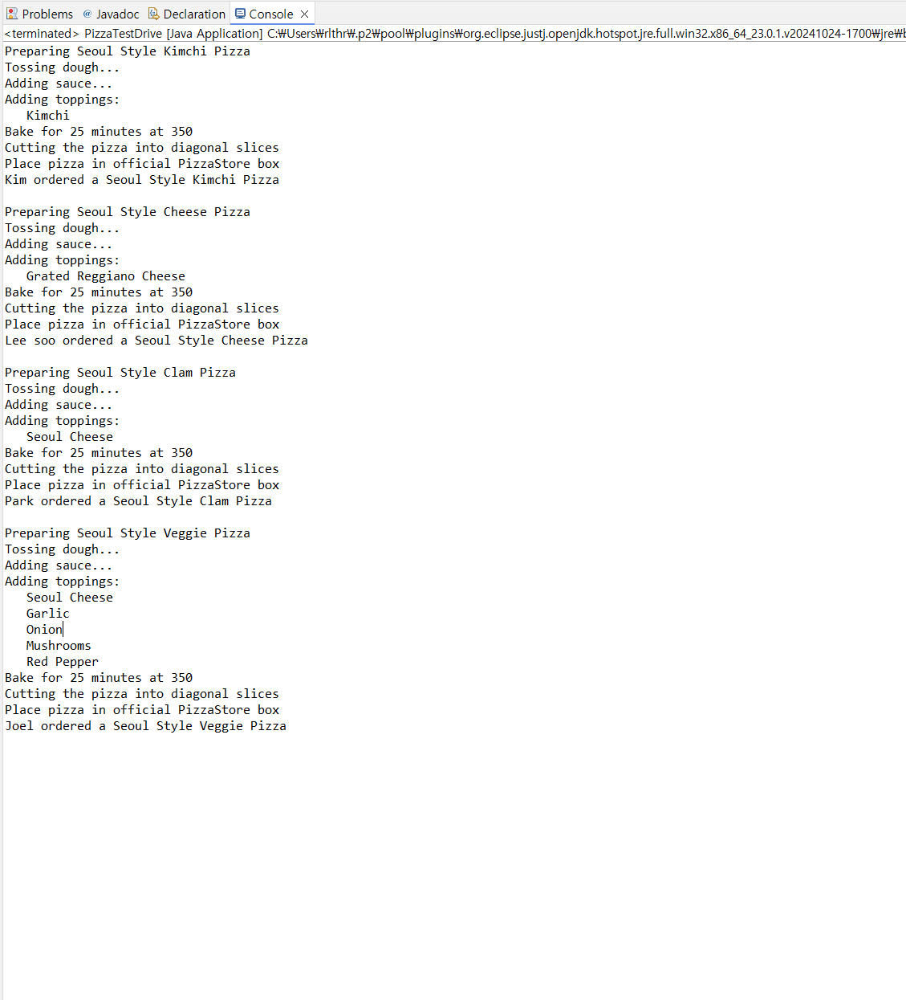 Problems @ Javadoc Declaration Console
<terminated> PizzaTestDrive [Java Application] C:₩Users₩rlthr₩.p2₩pool₩plugins₩org.eclipse.justj.openjdk.hotspot.jre.full.win32.x86_64_23.0.1.v20241024-1700₩jre₩b
Preparing Seoul Style Kimchi Pizza
Tossing dough...
Adding sauce...
Adding toppings:
   Kimchi
Bake for 25 minutes at 350
Cutting the pizza into diagonal slices
Place pizza in official PizzaStore box
Kim ordered a Seoul Style Kimchi Pizza

Preparing Seoul Style Cheese Pizza
Tossing dough...
Adding sauce...
Adding toppings:
   Grated Reggiano Cheese
Bake for 25 minutes at 350
Cutting the pizza into diagonal slices
Place pizza in official PizzaStore box
Lee soo ordered a Seoul Style Cheese Pizza

Preparing Seoul Style Clam Pizza
Tossing dough...
Adding sauce...
Adding toppings:
   Seoul Cheese
Bake for 25 minutes at 350
Cutting the pizza into diagonal slices
Place pizza in official PizzaStore box
Park ordered a Seoul Style Clam Pizza

Preparing Seoul Style Veggie Pizza
Tossing dough...
Adding sauce...
Adding toppings:
   Seoul Cheese
   Garlic
   Onion
   Mushrooms
   Red Pepper
Bake for 25 minutes at 350
Cutting the pizza into diagonal slices
Place pizza in official PizzaStore box
Joel ordered a Seoul Style Veggie Pizza